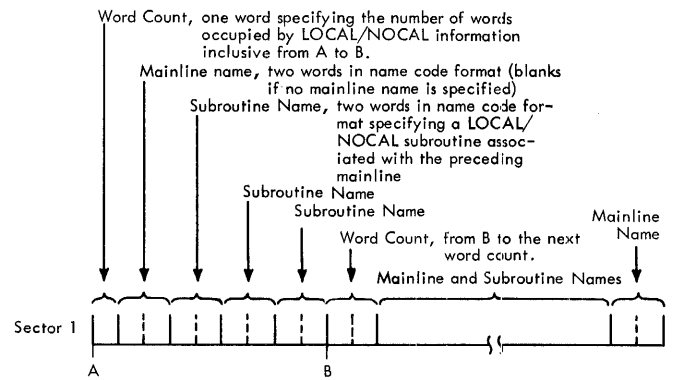 Word Count, one word specifying the number of words
occupied by LOCAL/NOCAL information
inclusive from A to B.
Mainline name, two words in name code format (blanks
if no mainline name is specified)
Subroutine Name, two words in name code for-
mat specifying a LOCAL/
NOCAL subroutine assoc-
iated with the preceding
mainline
Subroutine Name
Subroutine Name
Word Count, from B to the next
word count.
Mainline
Name
Mainline and Subroutine Names
Sector 1
A
B